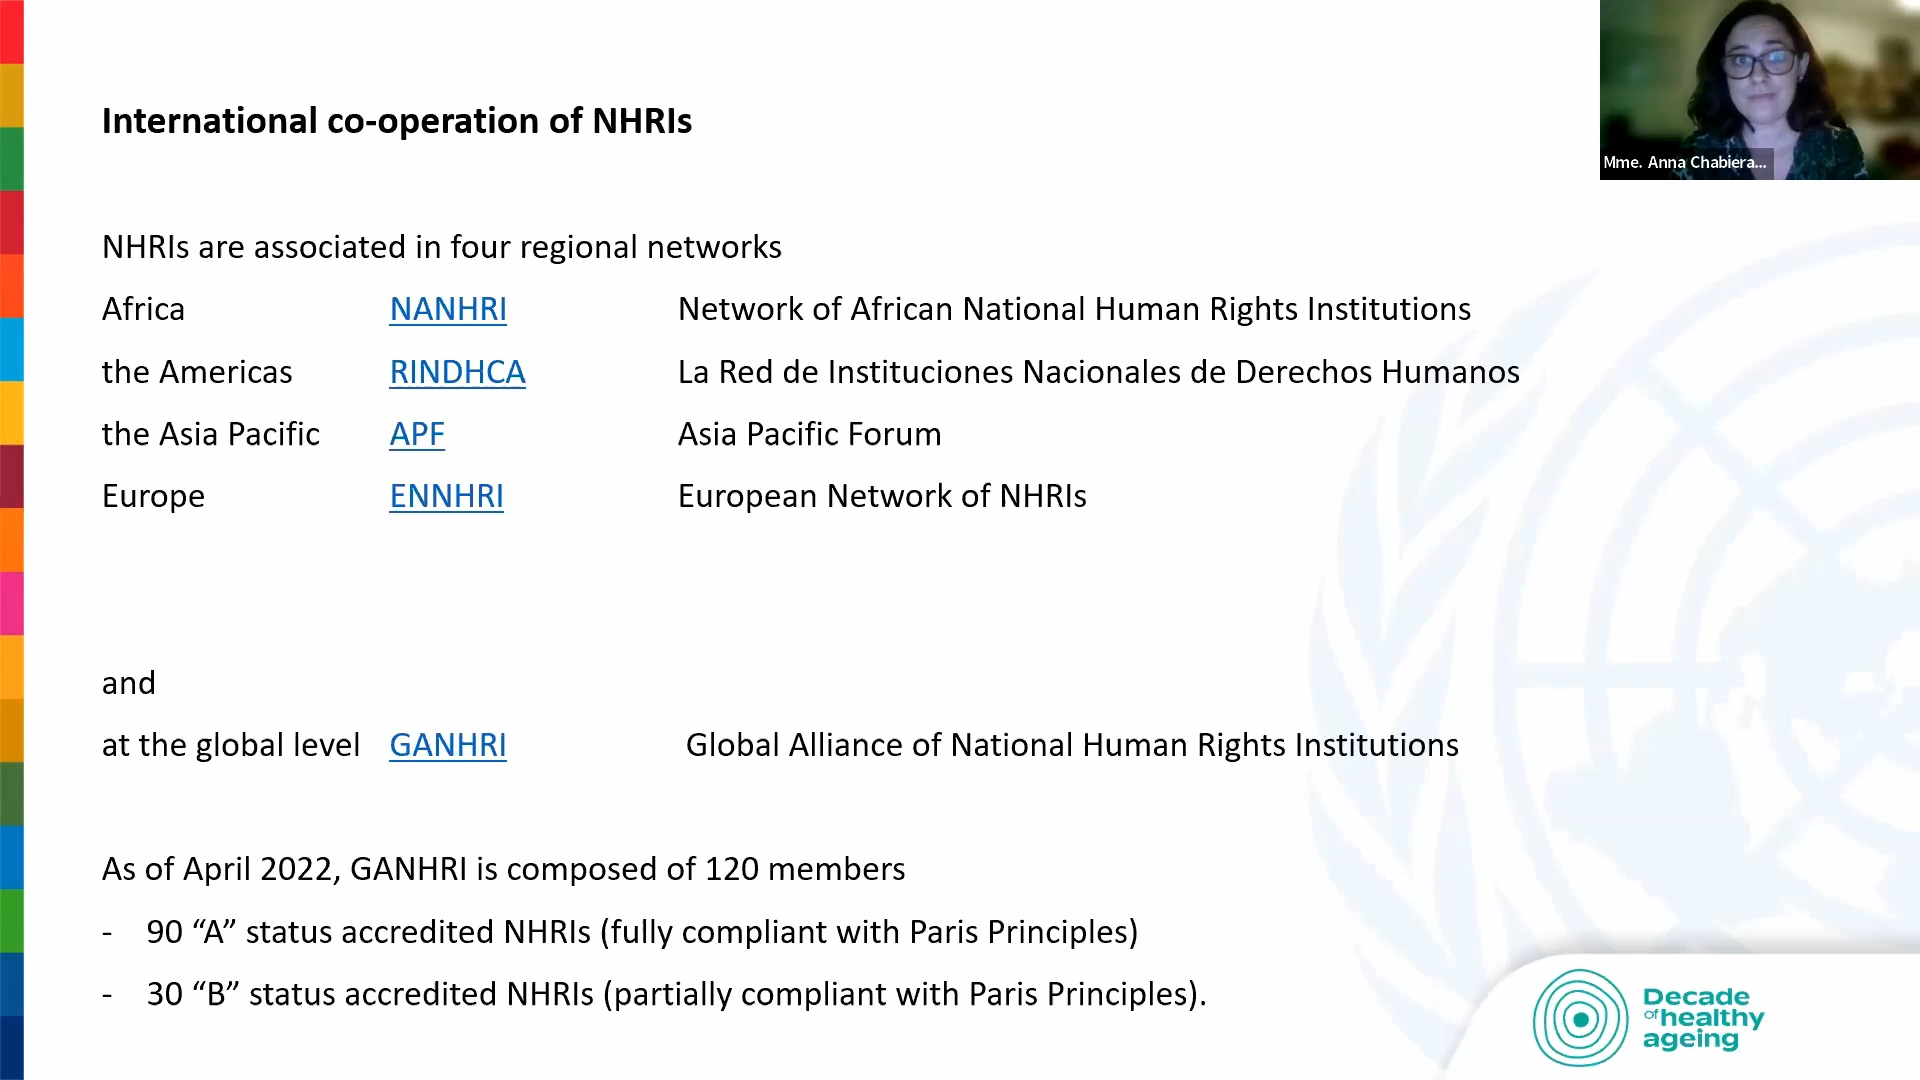 International co-operation of NHRIs
Mme. Anna Chabiera...
NHRIs are associated in four regional networks
Africa NANHRI Network of African National Human Rights Institutions
the Americas RINDHCA La Red de Instituciones Nacionales de Derechos Humanos
the Asia Pacific APF Asia Pacific Forum
Europe ENNHRI European Network of NHRIs
and
at the global level GANHRI Global Alliance of National Human Rights Institutions
As of April 2022, GANHRI is composed of 120 members
- 90 “A” status accredited NHRIs (fully compliant with Paris Principles)
- 30 “B” status accredited NHRIs (partially compliant with Paris Principles).
Decade
of healthy
ageing